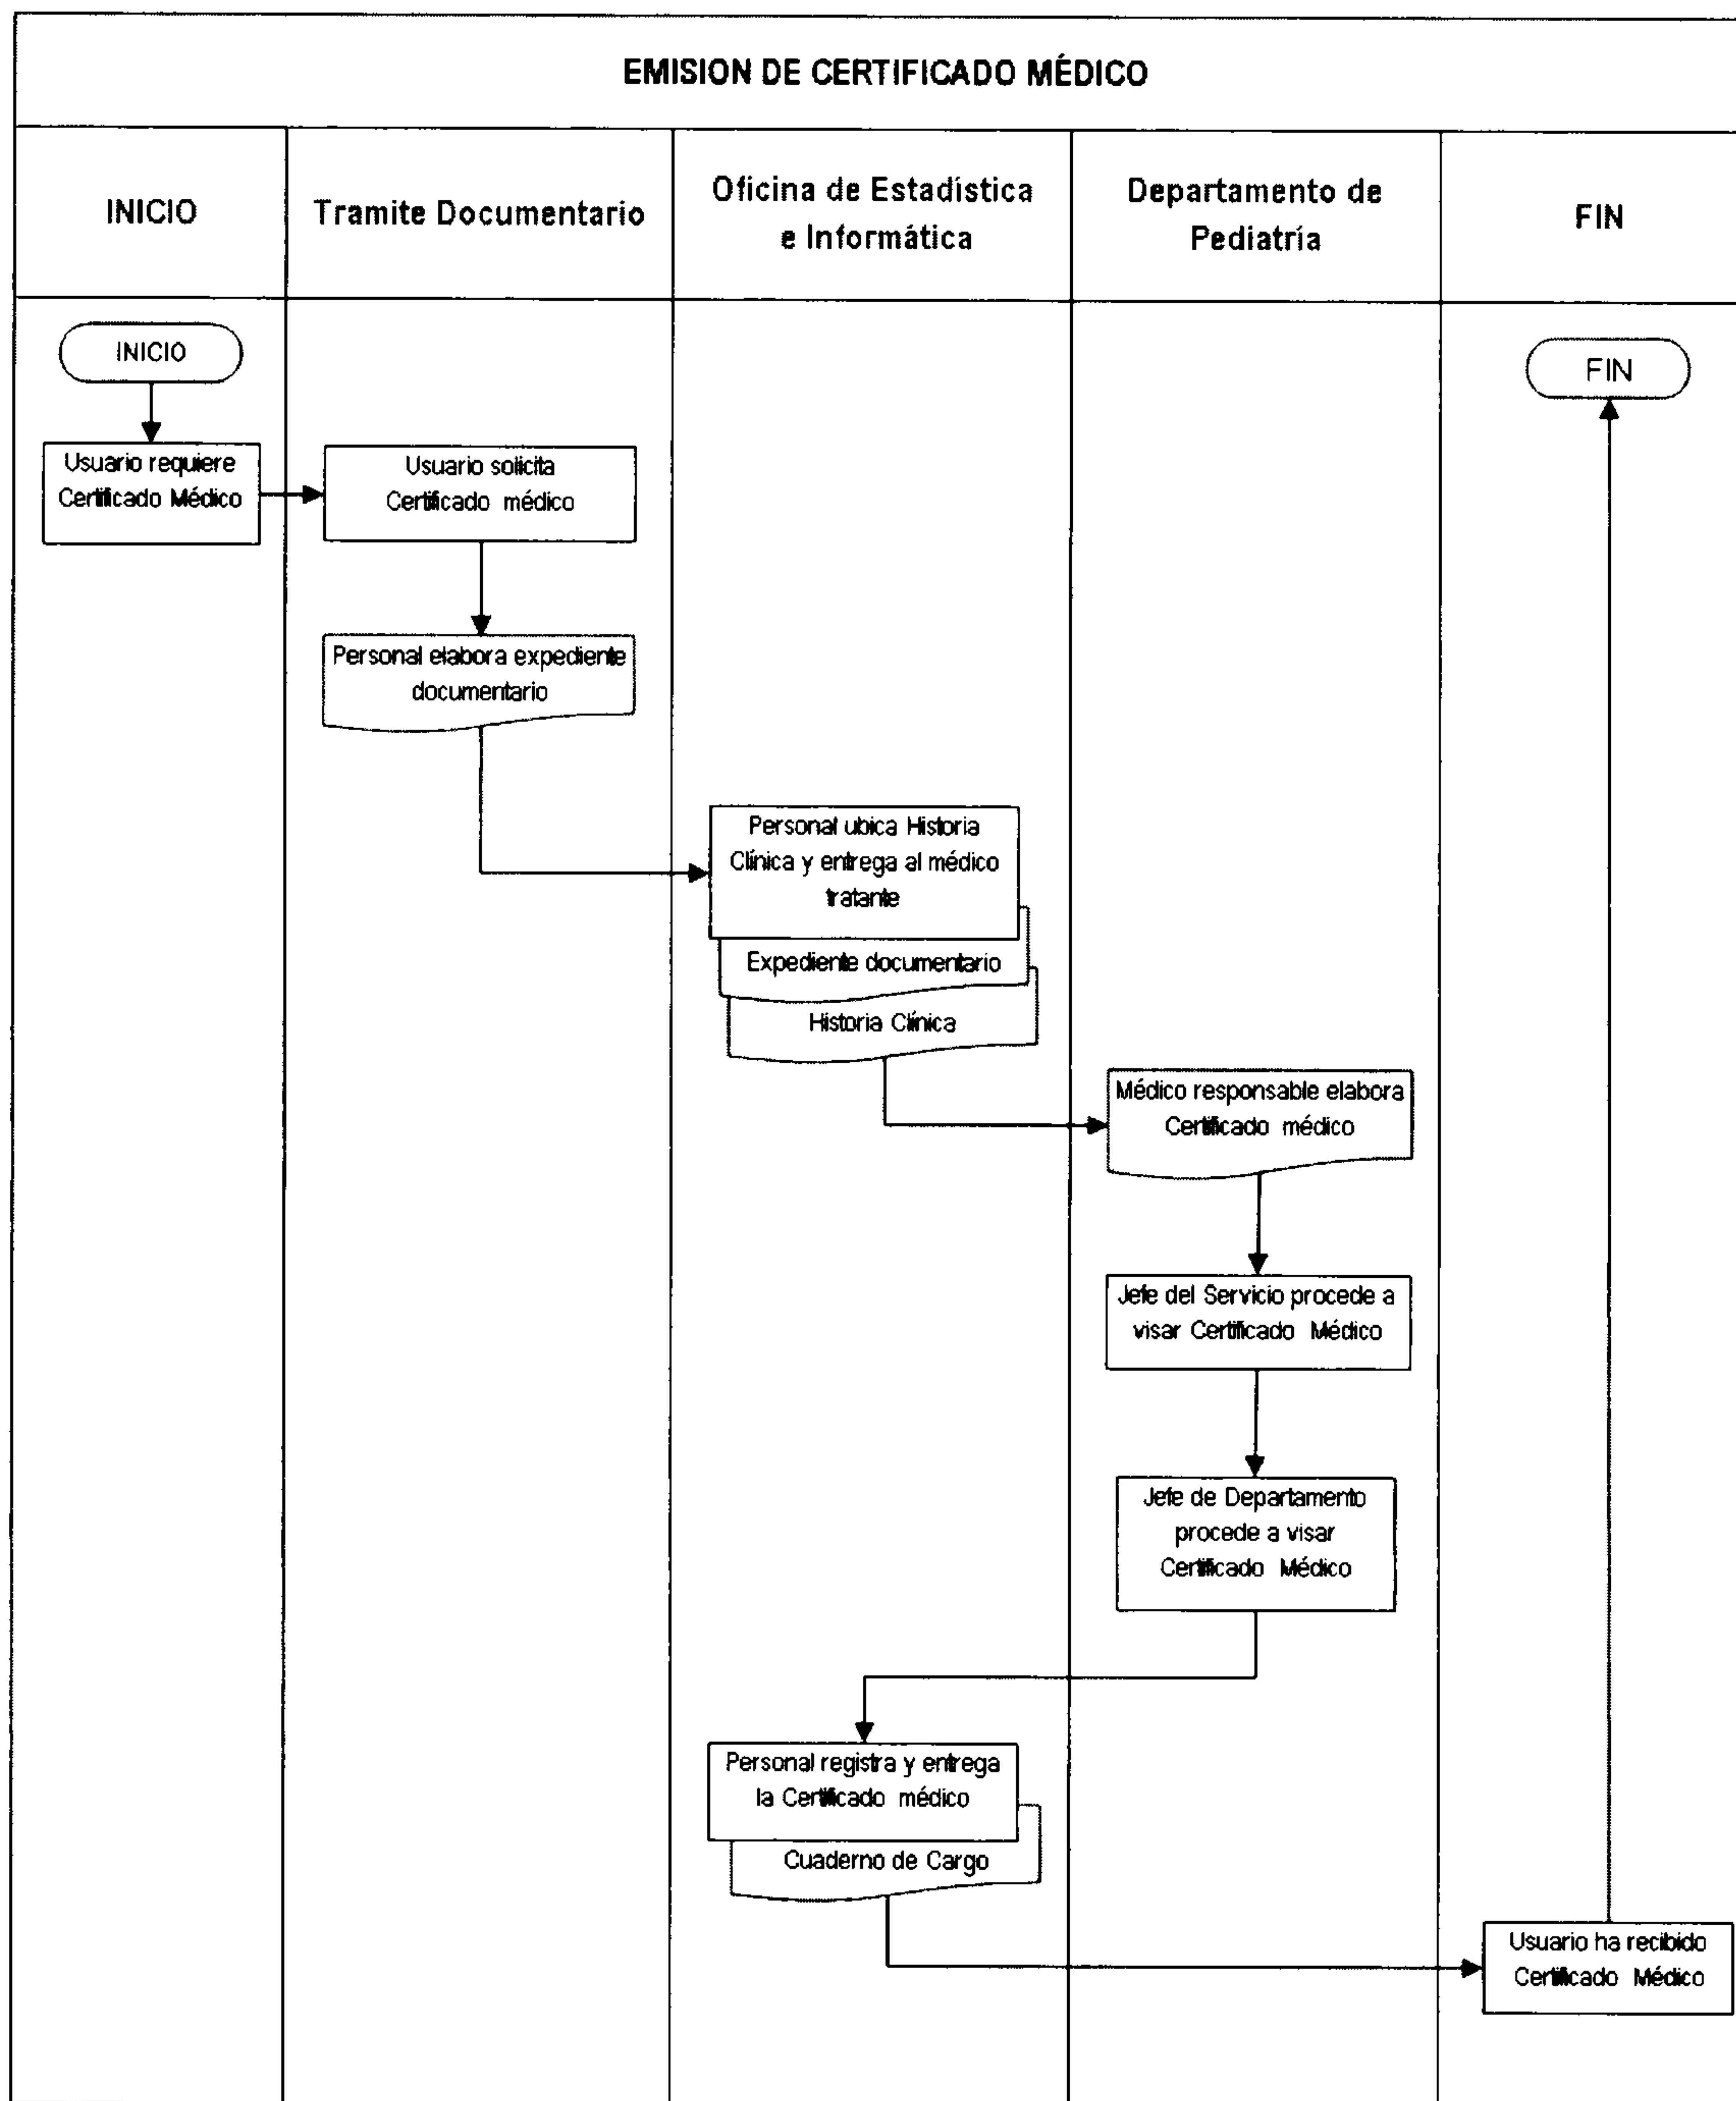 EMISION DE CERTIFICADO MÉDICO
INICIO
Tramite Documentario
Oficina de Estadística
e Informática
Departamento de
Pediatría
FIN
INICIO
FIN
Usuario requiere
Certificado Médico
Usuario solicita
Certificado médico
Personal elabora expediente
documentario
Personal ubica Historia
Clínica y entrega al médico
tratante
Expediente documentario
Historia Clínica
Médico responsable elabora
Certificado médico
Jefe del Servicio procede a
visar Certificado Médico
Jefe de Departamento
procede a visar
Certificado Médico
Personal registra y entrega
la Certificado médico
Cuaderno de Cargo
Usuario ha recibido
Certificado Médico